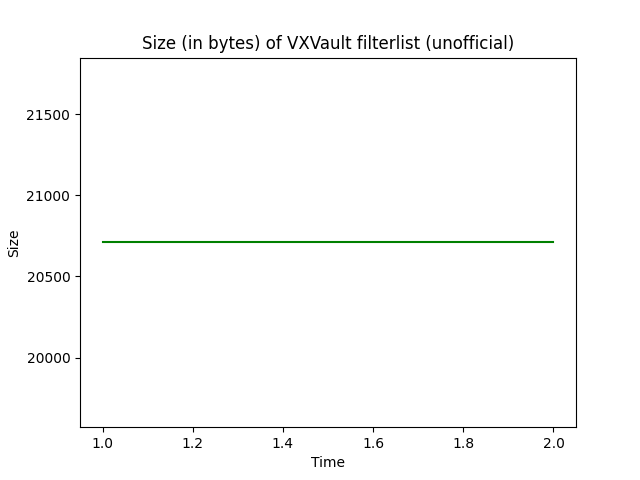 Size (in bytes) of VXVault filterlist (unofficial)
21500
21000
20500
20000
Size
1.0 1.2 1.4 1.6 1.8 2.0
Time